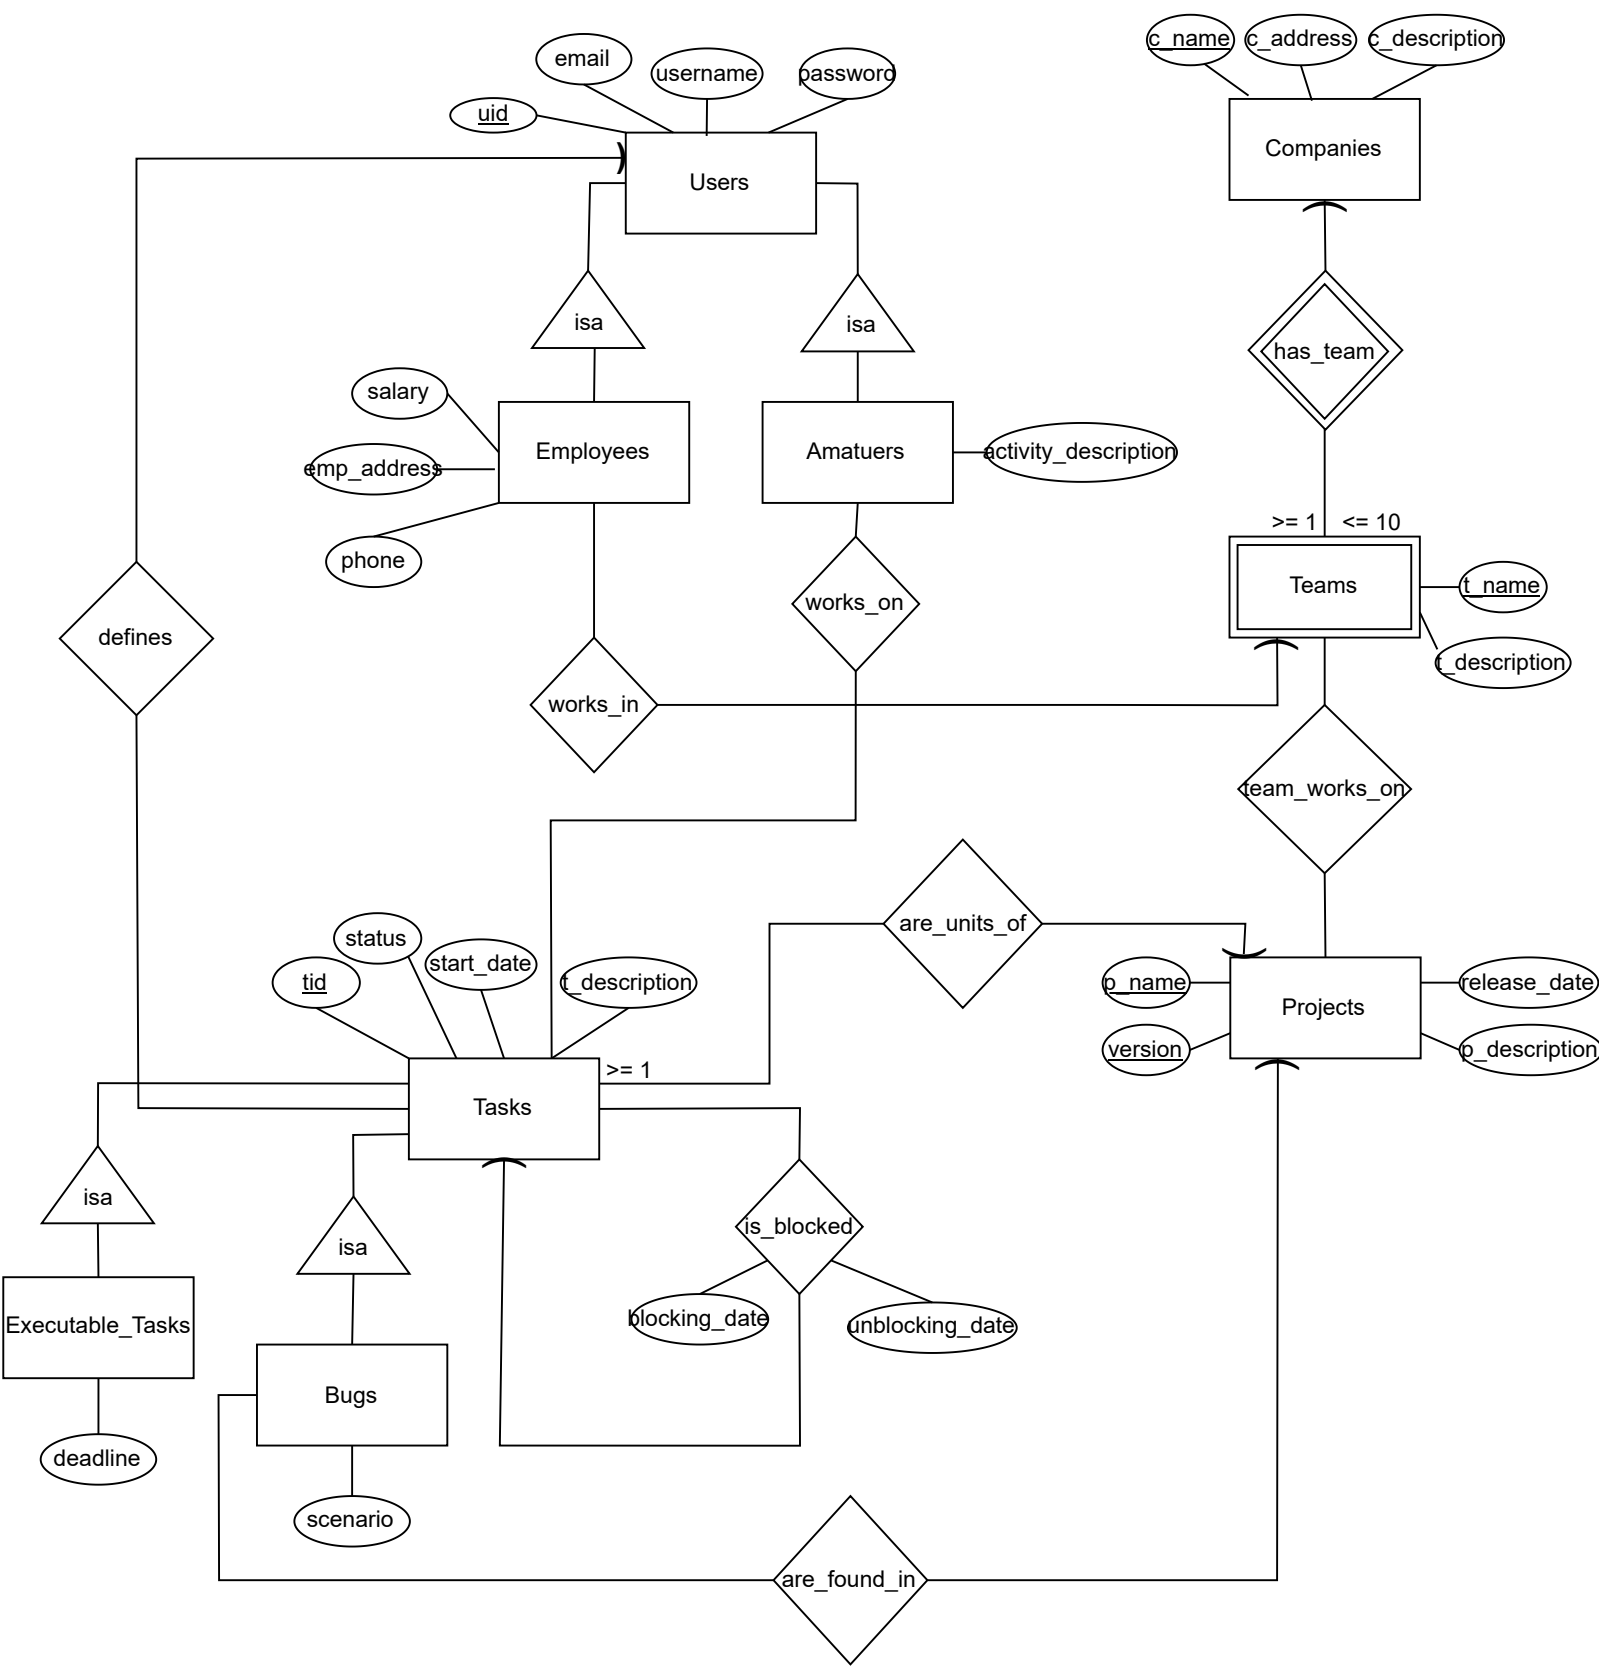 c_name
c_address
c_description
email
username
password
uid
Companies
Users
isa
isa
has_team
salary
Employees
Amatuers
activity_description
emp_address
>= 1
<= 10
phone
Teams
t_name
works_on
defines
t_description
works_in
team_works_on
are_units_of
status
start_date
tid
t_description
p_name
release_date
Projects
version
p_description
>= 1
Tasks
isa
is_blocked
isa
blocking_date
unblocking_date
Executable_Tasks
Bugs
deadline
scenario
are_found_in